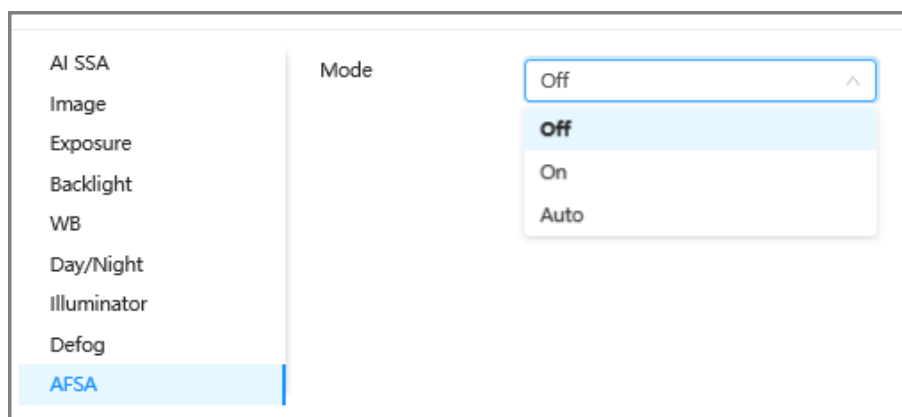 AI SSA
Image
Exposure
Backlight
WB
Day/Night
Illuminator
Defog
AFSA
Mode
Off
Off
On
Auto